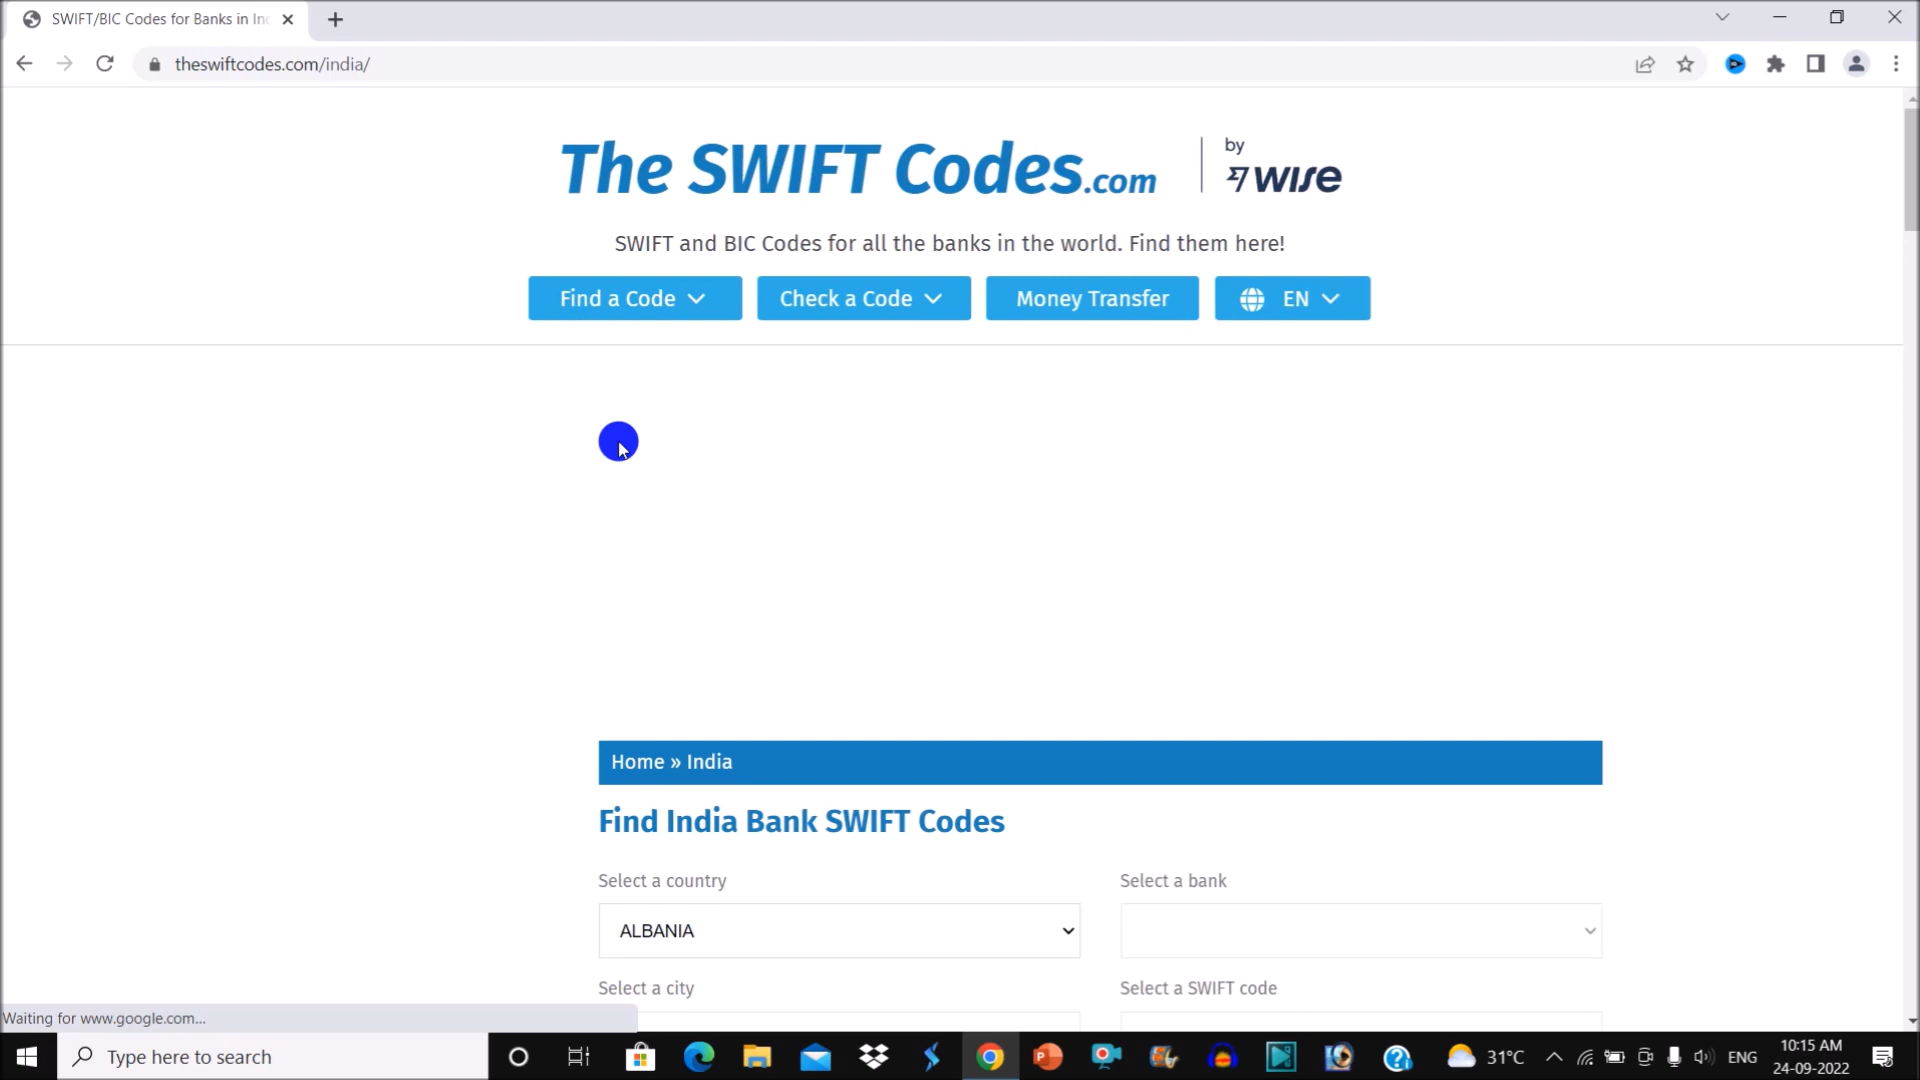 SWIFT/BIC Codes for Banks in Ind
theswiftcodes.com/india/
The SWIFT Codes.com
by
wise
SWIFT and BIC Codes for all the banks in the world. Find them here!
Find a Code
Check a Code
Money Transfer
EN
Home » India
Find India Bank SWIFT Codes
Select a country
Select a bank
ALBANIA
Select a city
Select a SWIFT code
Waiting for www.google.com...
Type here to search
31°C
ENG
10:15 AM
24-09-2022